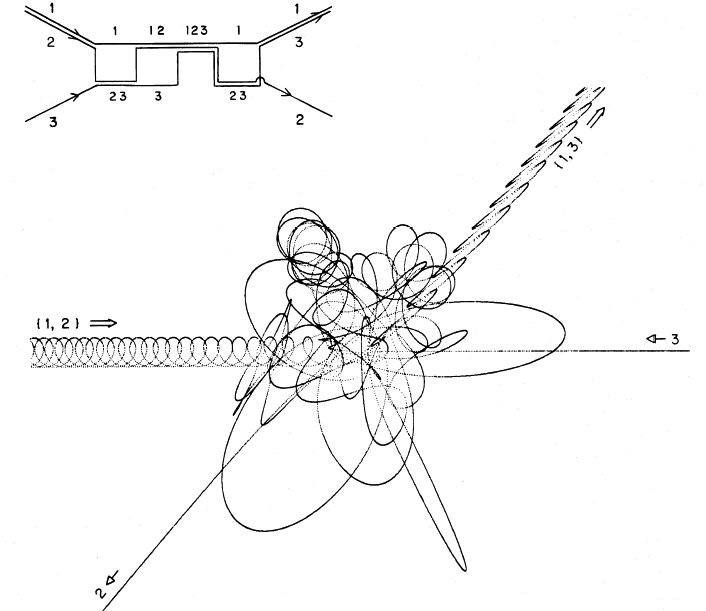 1 1
1 12 123 1
2 3
23 3 23
3 2
(1,3) ⇒
(1, 2) ⇒
⇐ 3
2 ⇐